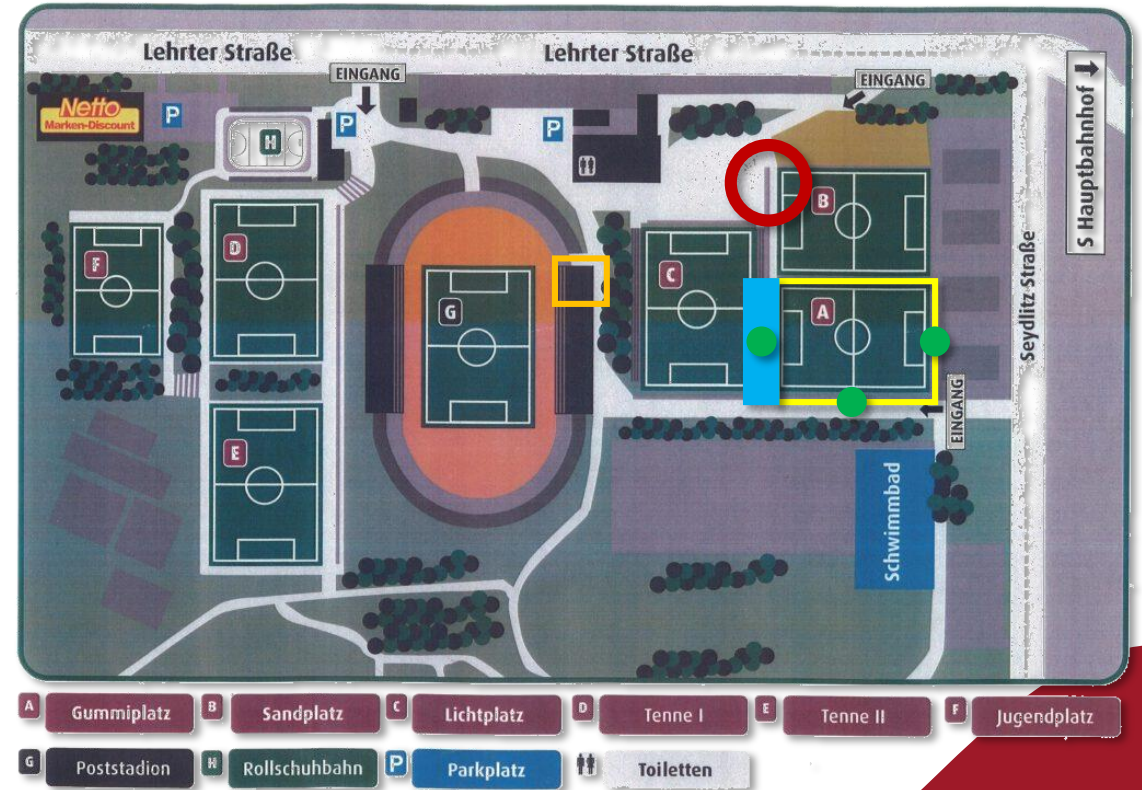 Lehrter Straße
Lehrter Straße
EINGANG
EINGANG
Netto
Marken-Discount
P
P
P
H
S Hauptbahnhof
B
D
F
C
G
A
Seydlitz-Straße
EINGANG
E
Schwimmbad
A Gummiplatz
B Sandplatz
C Lichtplatz
D Tenne I
E Tenne II
F Jugendplatz
G Poststadion
H Rollschuhbahn
P Parkplatz
Toiletten